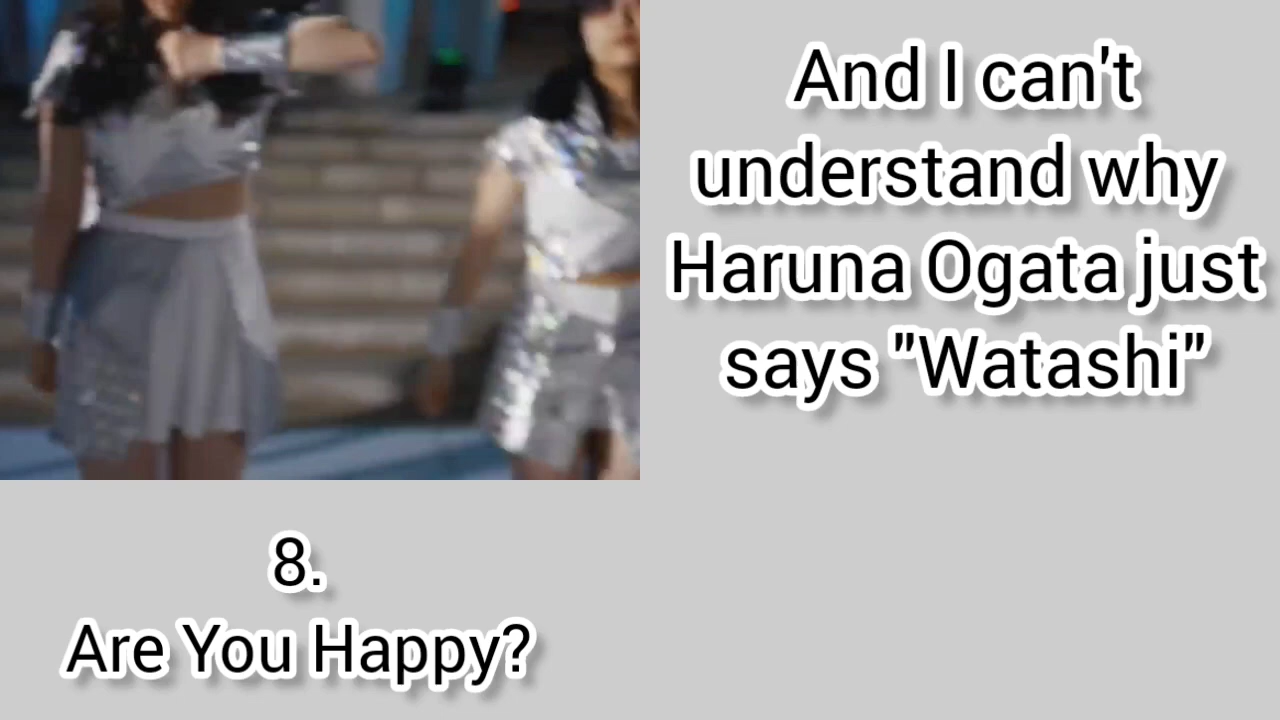 And I can't
understand why
Haruna Ogata just
says "Watashi"
8.
Are You Happy?